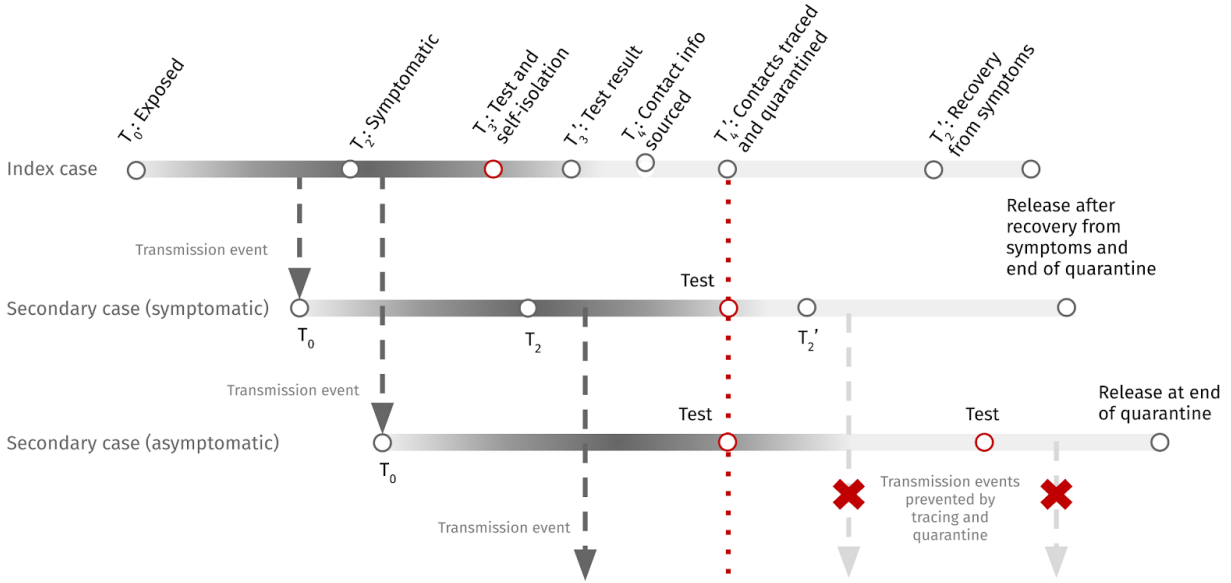 T0: Exposed
T2: Symptomatic
T3: Test and
self-isolation
T3': Test result
T4: Contact info
sourced
T4': Contacts traced
and quarantined
T2': Recovery
from symptoms
Index case
Release after
recovery from
symptoms and
end of quarantine
Transmission event
Test
Secondary case (symptomatic)
T0
T2
T2'
Transmission event
Release at end
of quarantine
Test
Test
Secondary case (asymptomatic)
T0
Transmission events
prevented by
tracing and
quarantine
Transmission event